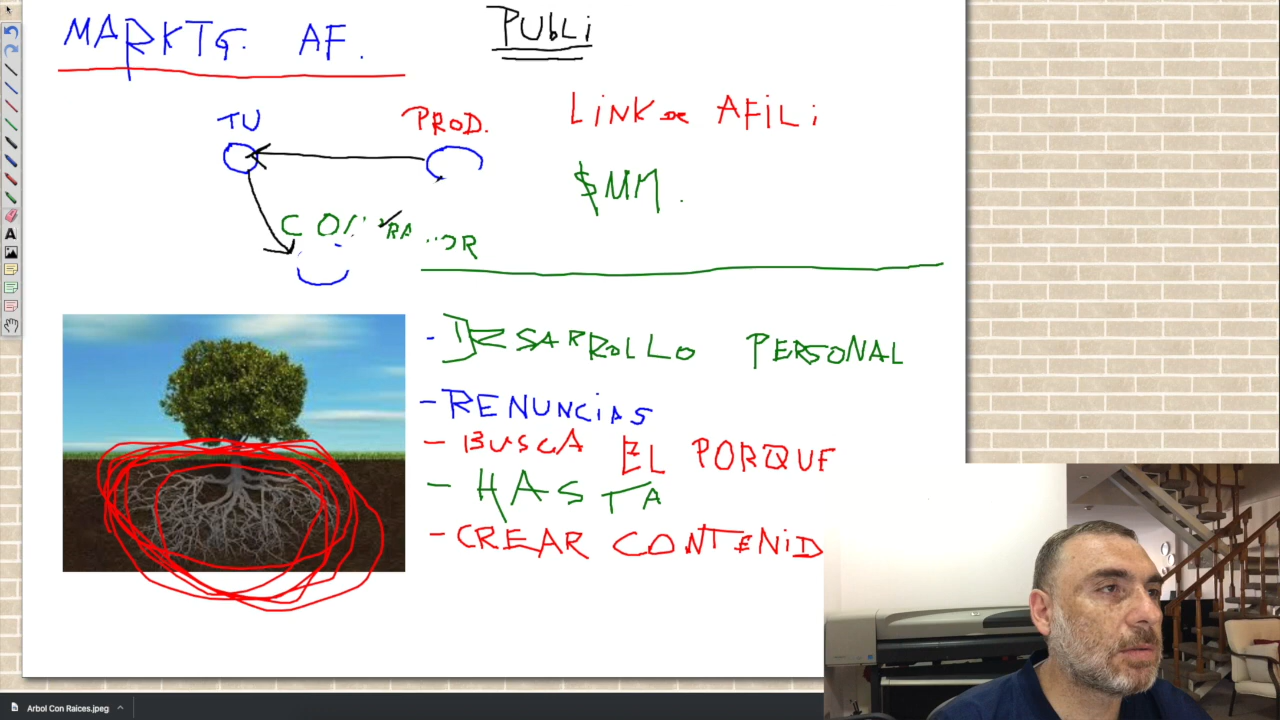 MARKTG. AF.
PUbLi
TU
PROD.
LiNK DE AFiLi
$MM.
DESARROLLO PERSONAL
- RENUNCiAS
- BUSCA EL PORQUE
- HASTA
- CREAR CONTENiD
A
Arbol Con Raices.jpeg